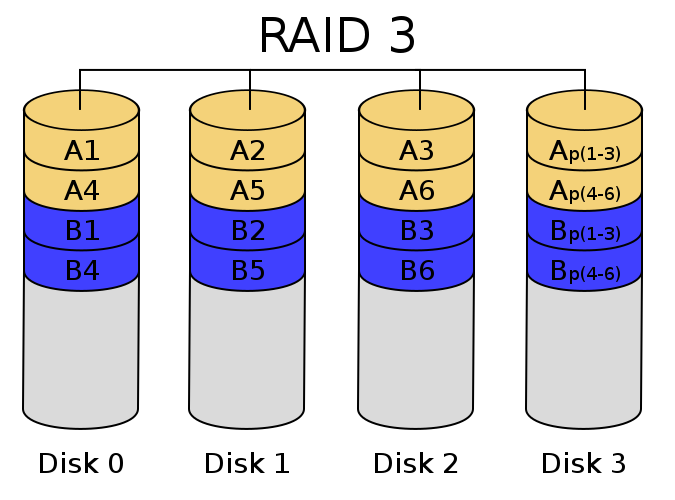 RAID 3
A1 A2 A3 Ap(1-3)
A4 A5 A6 Ap(4-6)
B1 B2 B3 Bp(1-3)
B4 B5 B6 Bp(4-6)
Disk 0 Disk 1 Disk 2 Disk 3